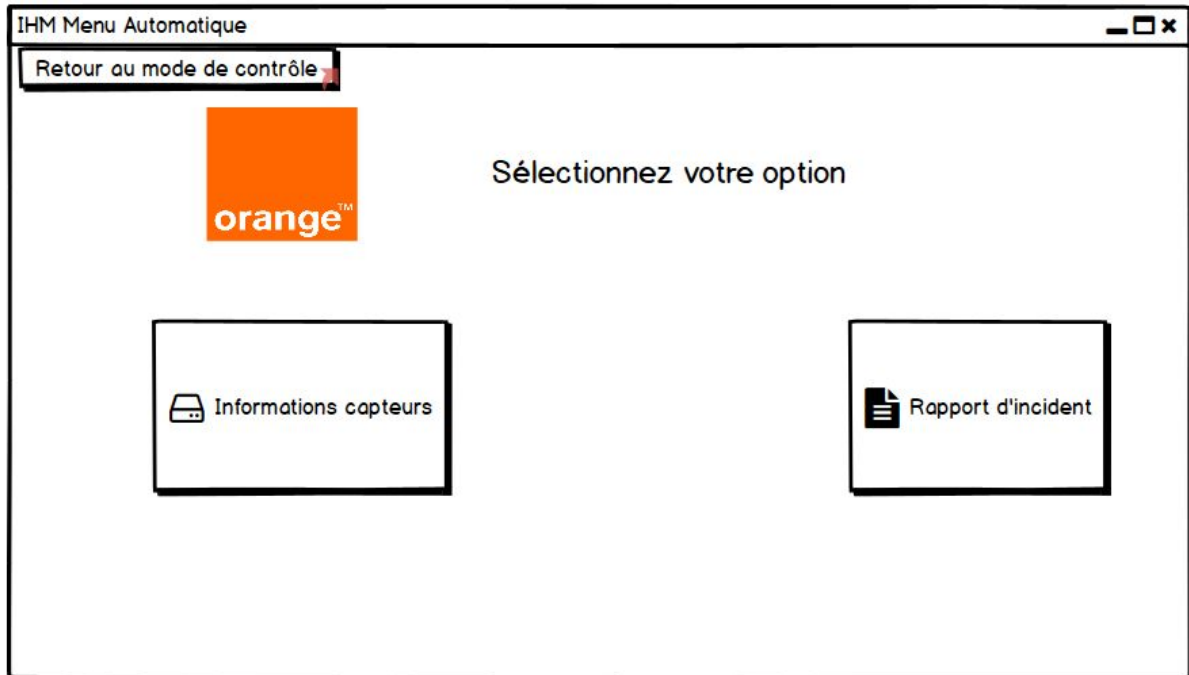 IHM Menu Automatique
Retour au mode de contrôle
orange™
Sélectionnez votre option
Informations capteurs
Rapport d'incident